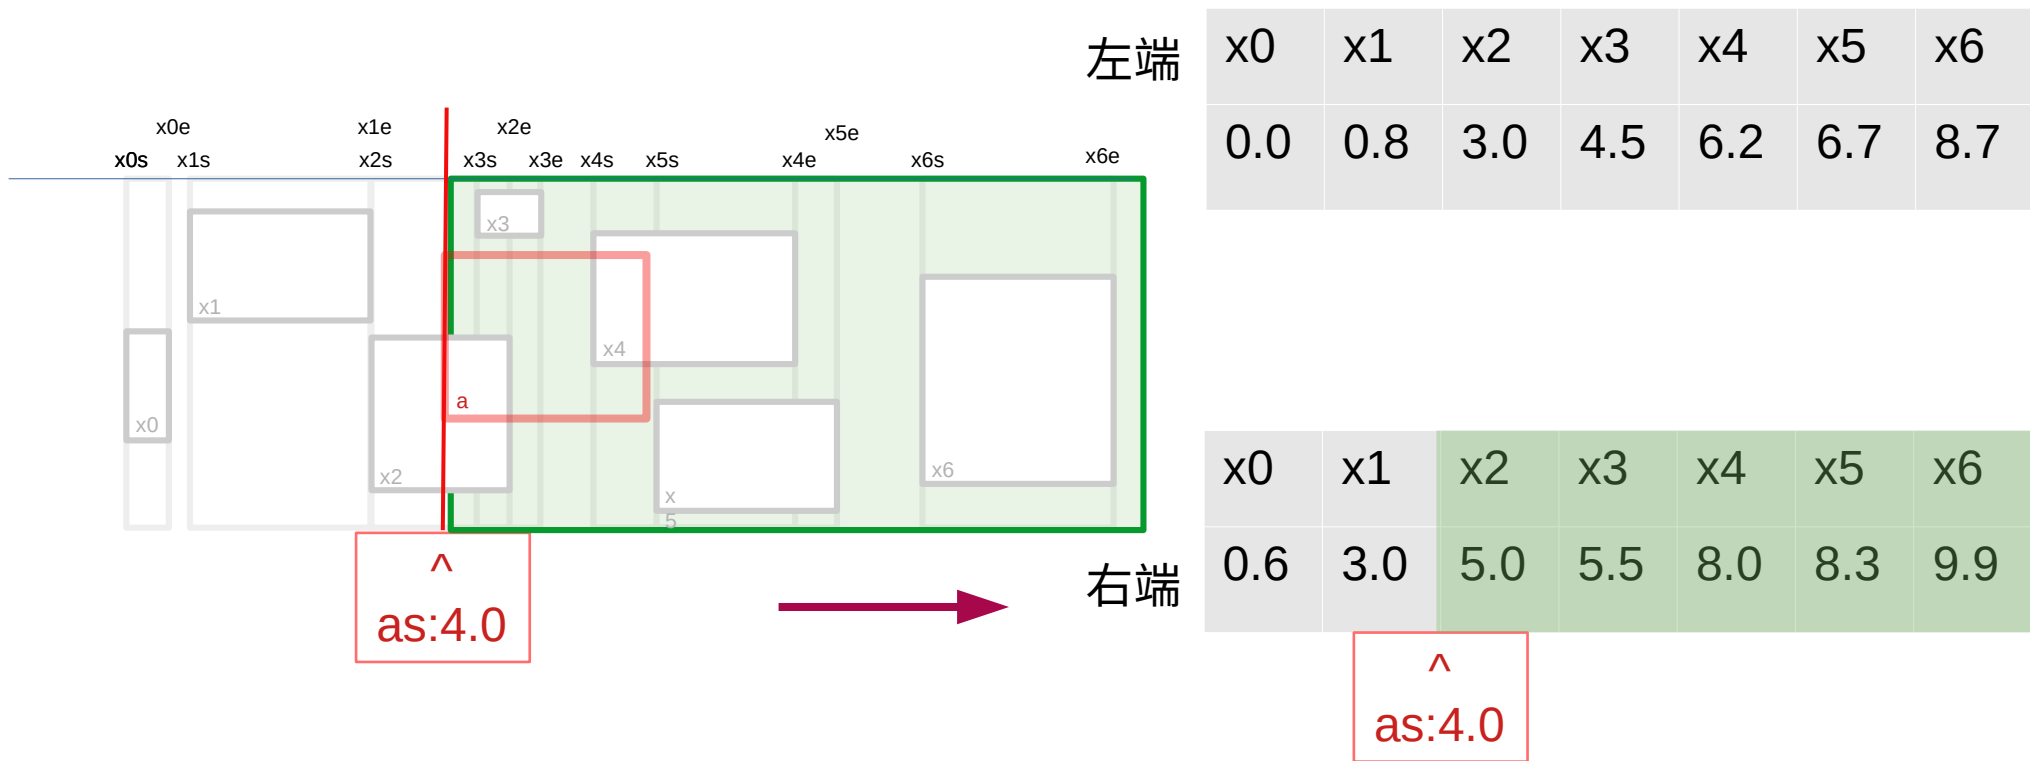 左端
x0 x1 x2 x3 x4 x5 x6
0.0 0.8 3.0 4.5 6.2 6.7 8.7
x0e x1e x2e x5e
x0s x1s x2s x3s x3e x4s x5s x4e x6s x6e
x3
x1
x4
a
x0
x2
x6
x
5
^
as:4.0
右端
x0 x1 x2 x3 x4 x5 x6
0.6 3.0 5.0 5.5 8.0 8.3 9.9
^
as:4.0